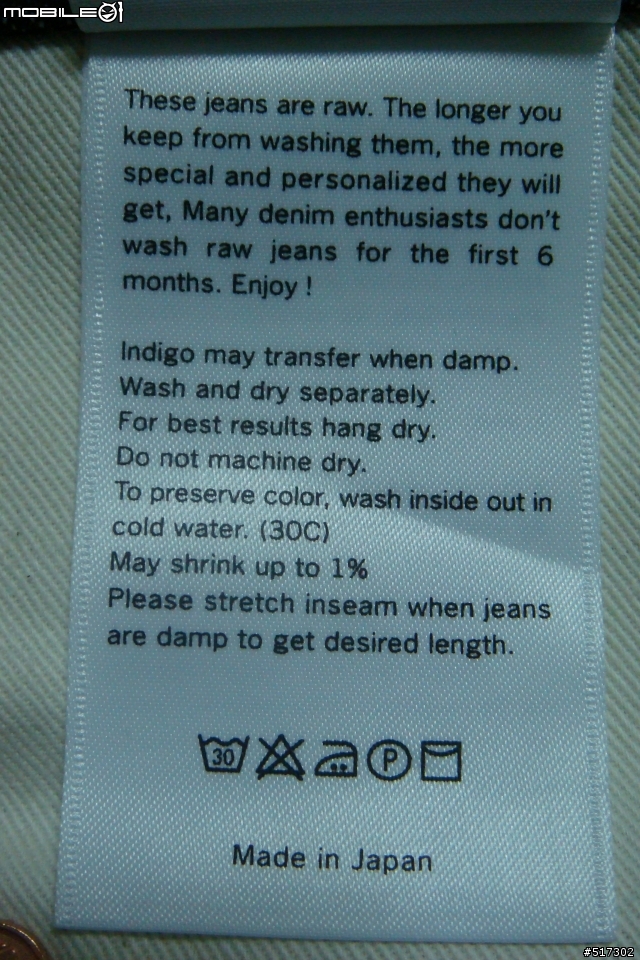 MOBILE01
These jeans are raw. The longer you
keep from washing them, the more
special and personalized they will
get, Many denim enthusiasts don't
wash raw jeans for the first 6
months. Enjoy !
Indigo may transfer when damp.
Wash and dry separately.
For best results hang dry.
Do not machine dry.
To preserve color, wash inside out in
cold water. (30C)
May shrink up to 1%
Please stretch inseam when jeans
are damp to get desired length.
30 P
Made in Japan
#517302